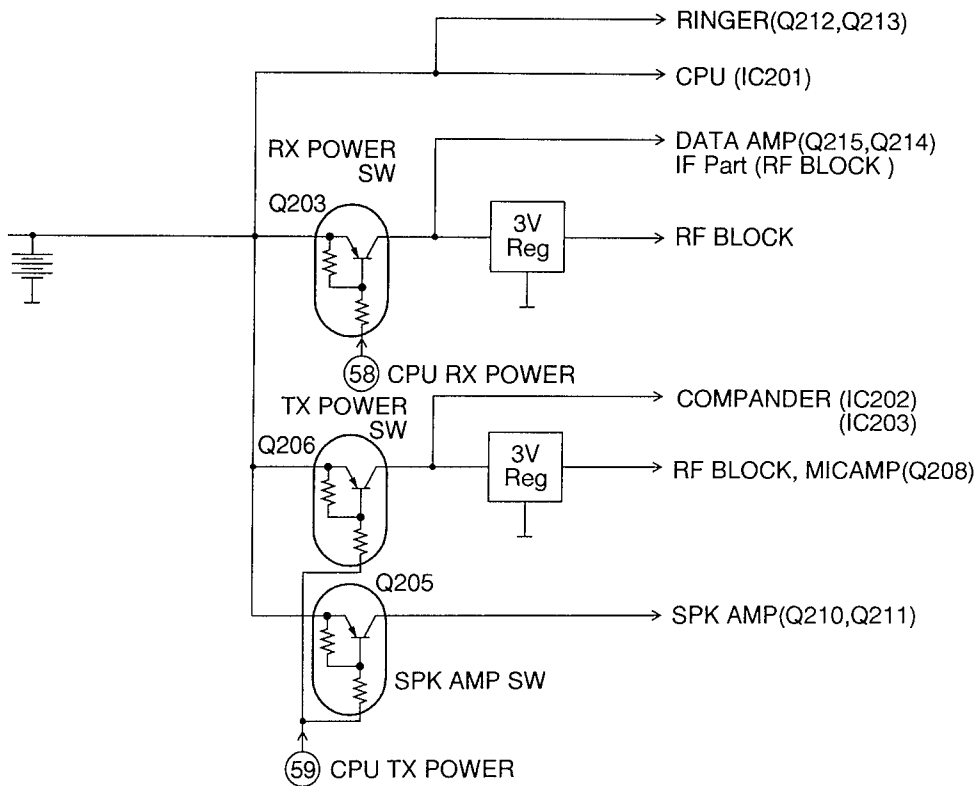 RINGER(Q212,Q213)
CPU (IC201)
RX POWER
SW
DATA AMP(Q215,Q214)
IF Part (RF BLOCK )
Q203
3V
Reg
RF BLOCK
58 CPU RX POWER
TX POWER
SW
COMPANDER (IC202)
(IC203)
Q206
3V
Reg
RF BLOCK, MICAMP(Q208)
Q205
SPK AMP(Q210,Q211)
SPK AMP SW
59 CPU TX POWER